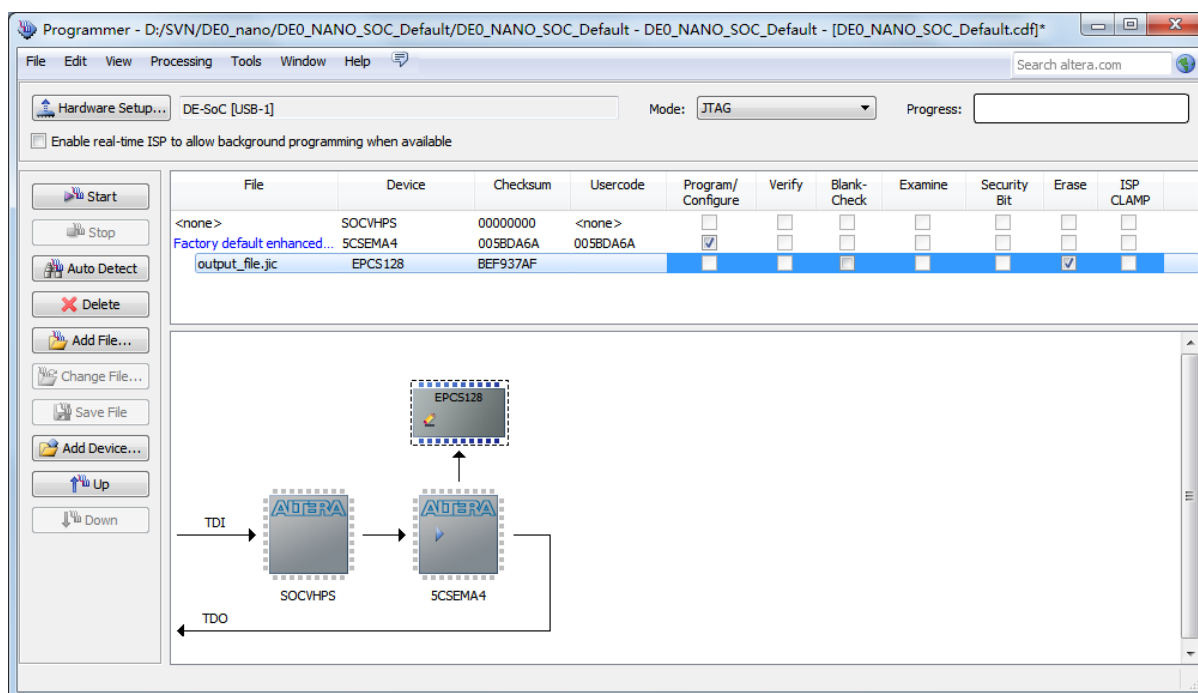 Programmer - D:/SVN/DE0_nano/DE0_NANO_SOC_Default/DE0_NANO_SOC_Default - DE0_NANO_SOC_Default - [DE0_NANO_SOC_Default.cdf]*
File Edit View Processing Tools Window Help Search altera.com
Hardware Setup... DE-SoC [USB-1] Mode: JTAG Progress:
Enable real-time ISP to allow background programming when available
File Device Checksum Usercode Program/ Verify Blank- Examine Security Erase ISP
Configure Check Bit CLAMP
Start
<none> SOCVHPS 00000000 <none>
Stop
Factory default enhanced... 5CSEMA4 005BDA6A 005BDA6A
Auto Detect
output_file.jic EPCS128 BEF937AF
Delete
Add File...
Change File...
Save File
Add Device...
Up
Down
EPCS128
ALTERA ALTERA
TDI
SOCVHPS 5CSEMA4
TDO